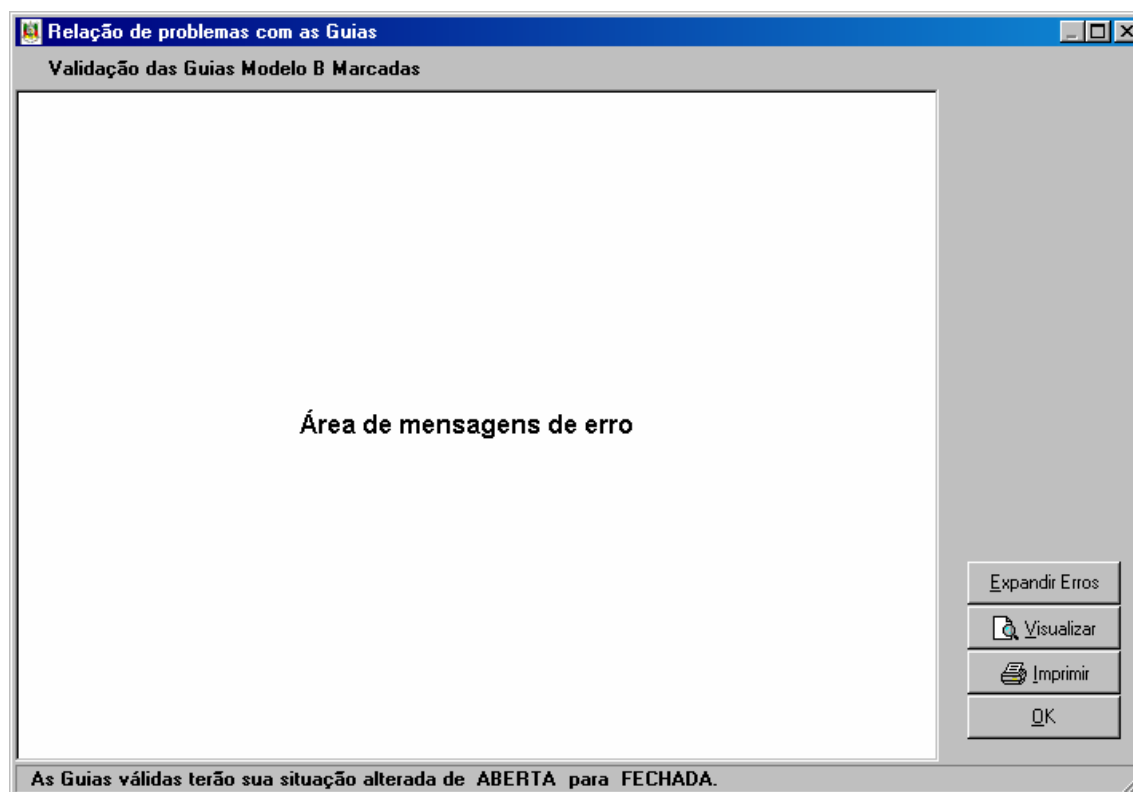 Relação de problemas com as Guias
Validação das Guias Modelo B Marcadas
Área de mensagens de erro
Expandir Erros
Visualizar
Imprimir
OK
As Guias válidas terão sua situação alterada de ABERTA para FECHADA.